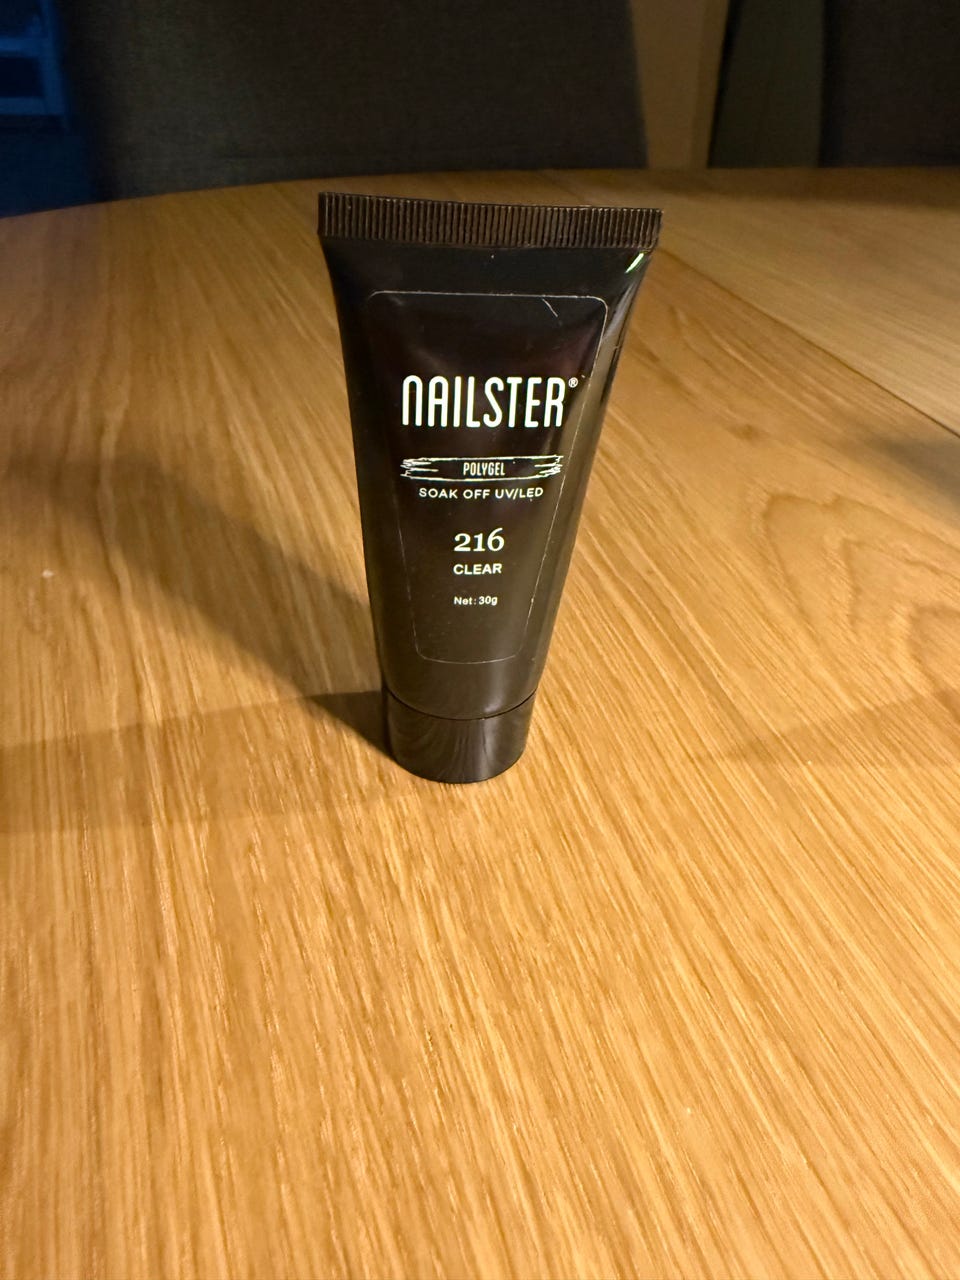 NAILSTER®
POLYGEL
SOAK OFF UV/LED
216
CLEAR
Net: 30g